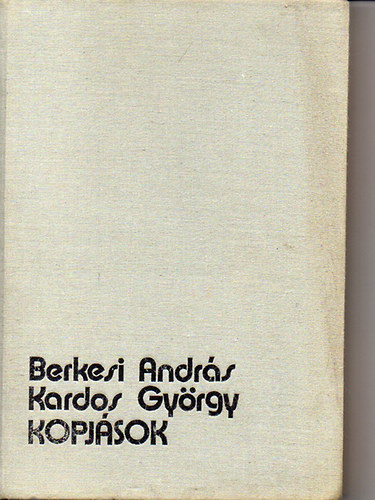 Berkesi András
Kardos György
KOPJÁSOK